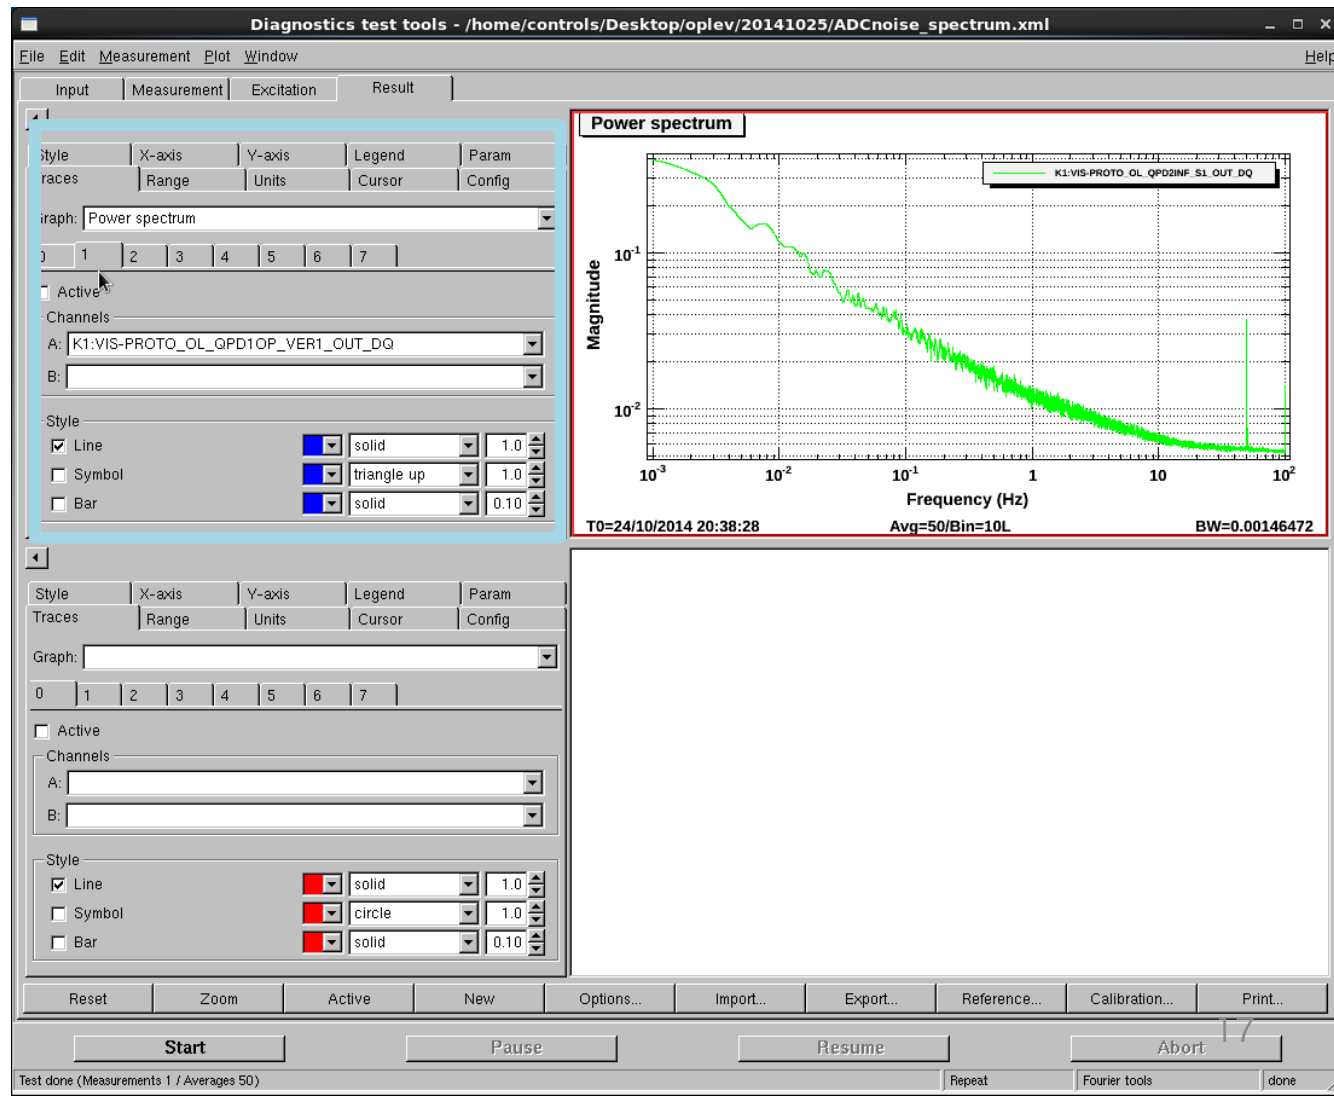 Diagnostics test tools - /home/controls/Desktop/oplev/20141025/ADCnoise_spectrum.xml
File Edit Measurement Plot Window Help
Input Measurement Excitation Result
Style X-axis Y-axis Legend Param
Traces Range Units Cursor Config
Graph: Power spectrum
0 1 2 3 4 5 6 7
Active
Channels
A: K1:VIS-PROTO_OL_QPD1OP_VER1_OUT_DQ
B:
Style
Line solid 1.0
Symbol triangle up 1.0
Bar solid 0.10
Power spectrum
K1:VIS-PROTO_OL_QPD2INF_S1_OUT_DQ
Magnitude
10^-1
10^-2
10^-3 10^-2 10^-1 1 10 10^2
Frequency (Hz)
T0=24/10/2014 20:38:28 Avg=50/Bin=10L BW=0.00146472
Style X-axis Y-axis Legend Param
Traces Range Units Cursor Config
Graph:
0 1 2 3 4 5 6 7
Active
Channels
A:
B:
Style
Line solid 1.0
Symbol circle 1.0
Bar solid 0.10
Reset Zoom Active New Options... Import... Export... Reference... Calibration... Print...
17
Start Pause Resume Abort
Test done (Measurements 1 / Averages 50) Repeat Fourier tools done